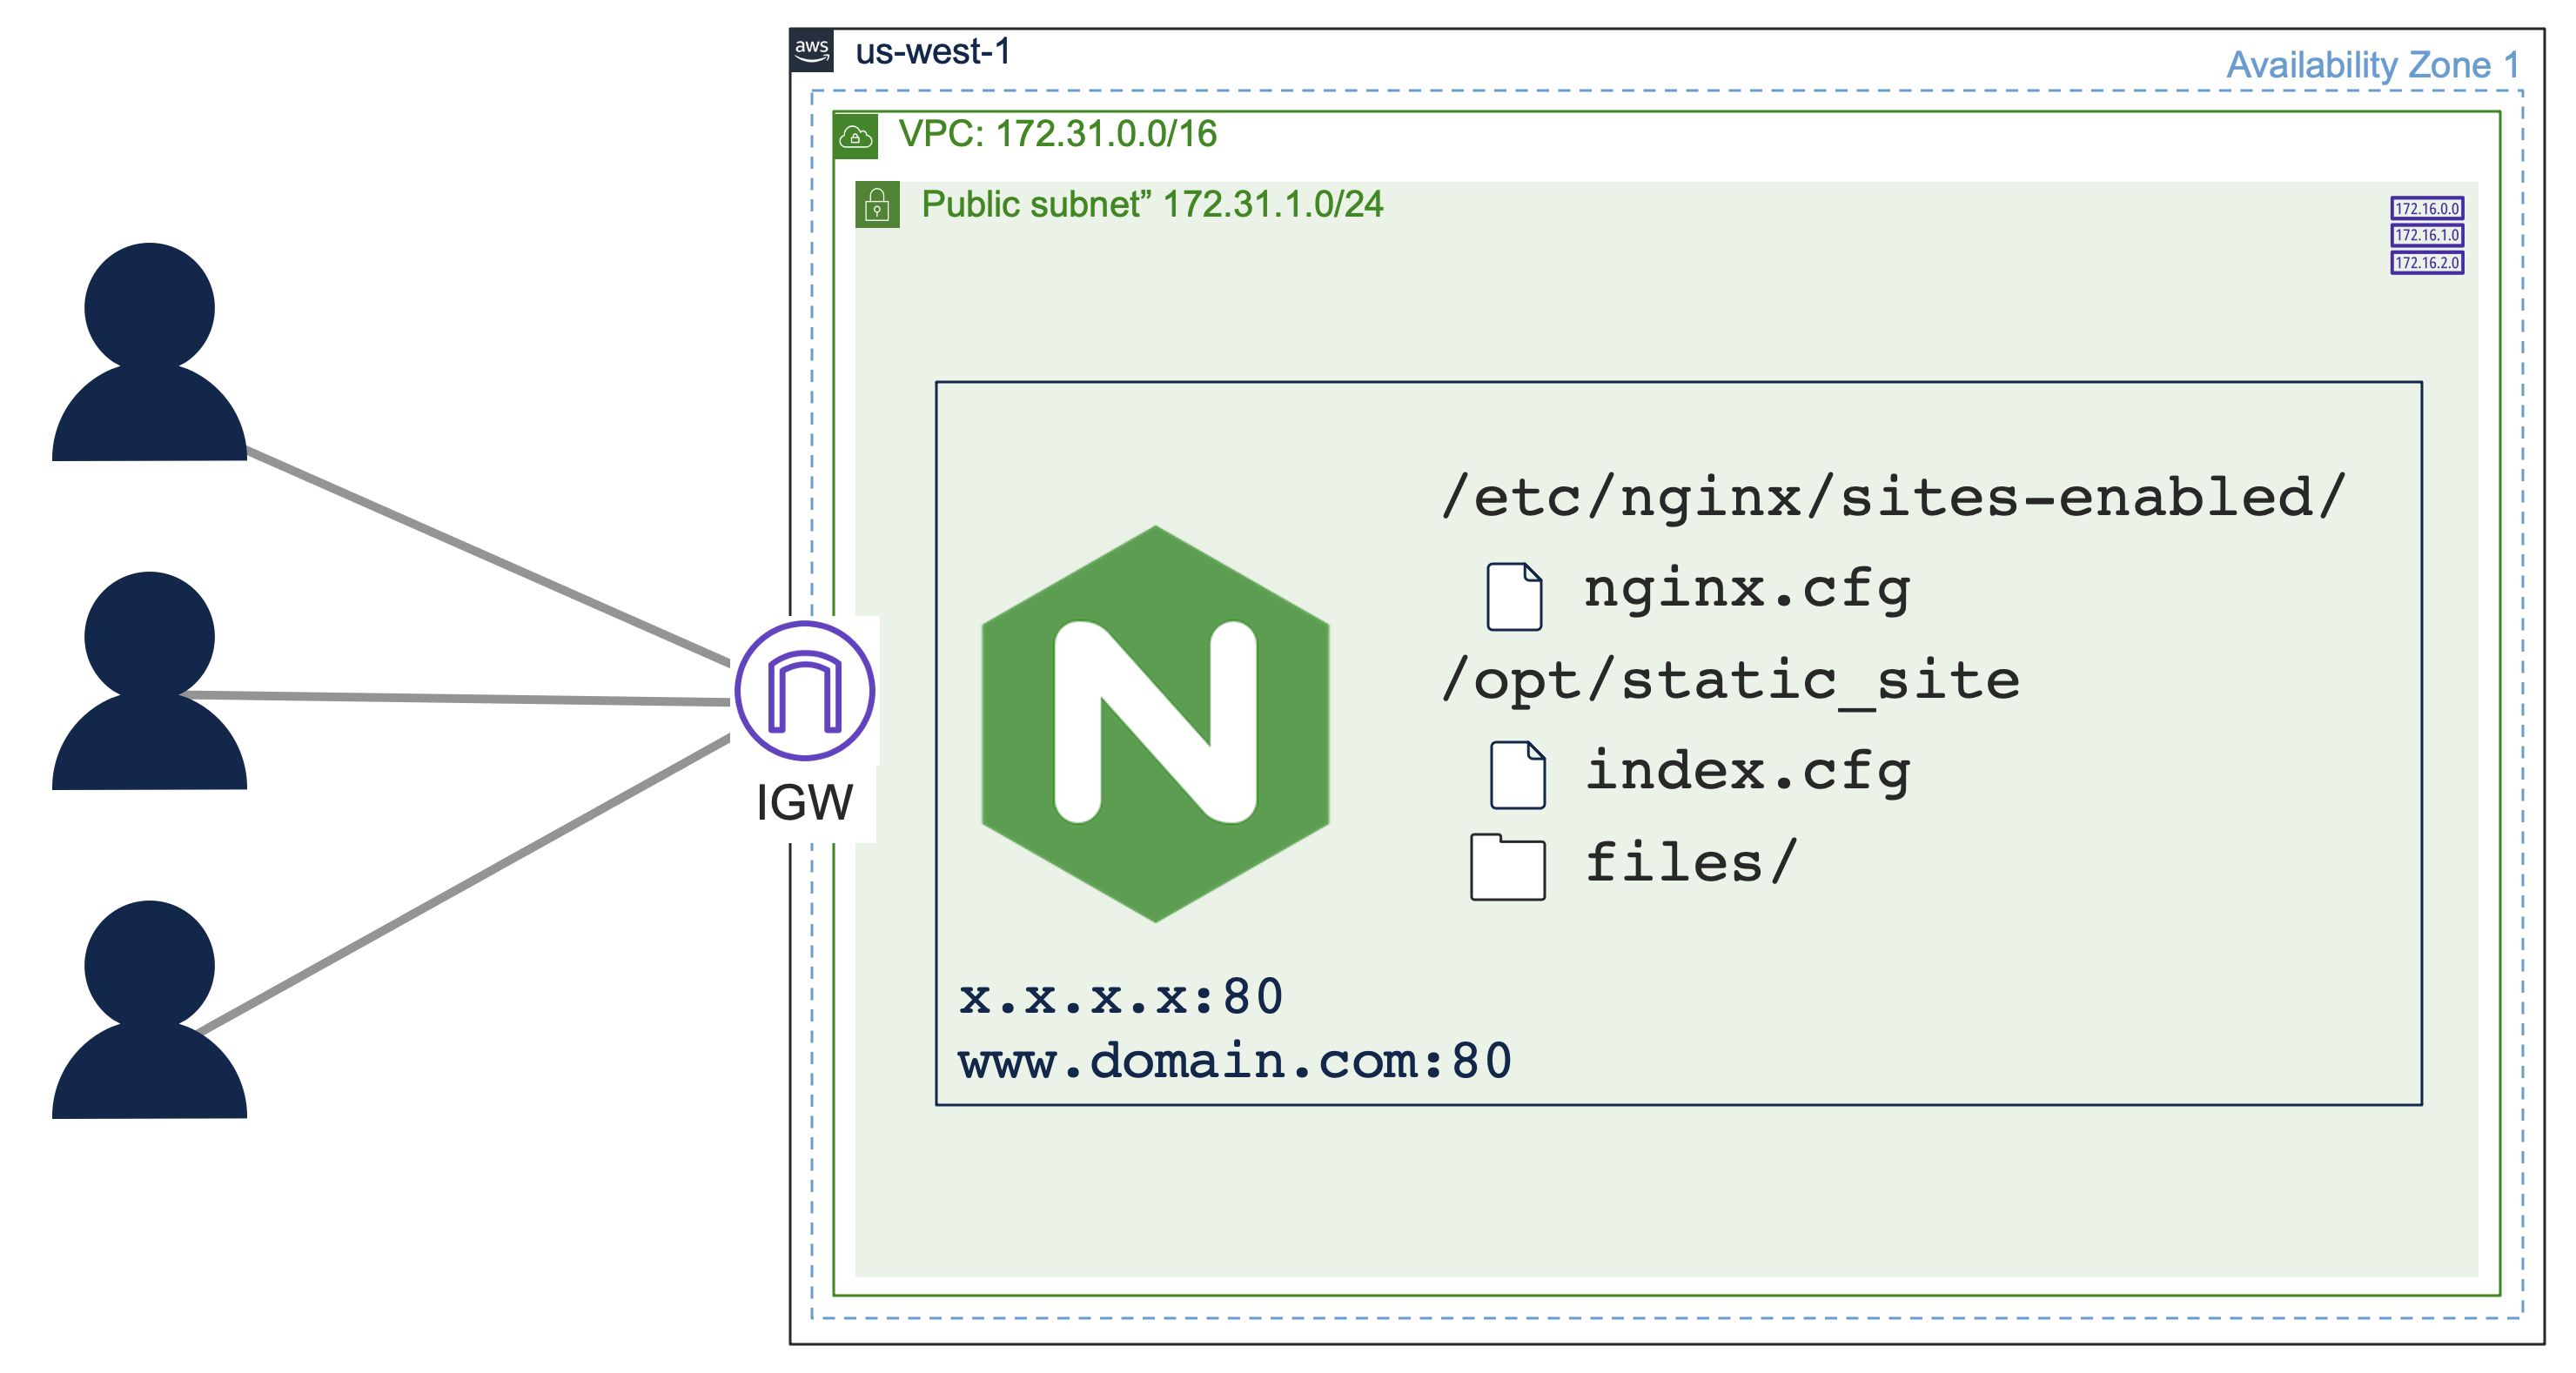 aws
us-west-1
Availability Zone 1
VPC: 172.31.0.0/16
Public subnet” 172.31.1.0/24
172.16.0.0
172.16.1.0
172.16.2.0
/etc/nginx/sites-enabled/
nginx.cfg
/opt/static_site
index.cfg
files/
IGW
x.x.x.x:80
www.domain.com:80